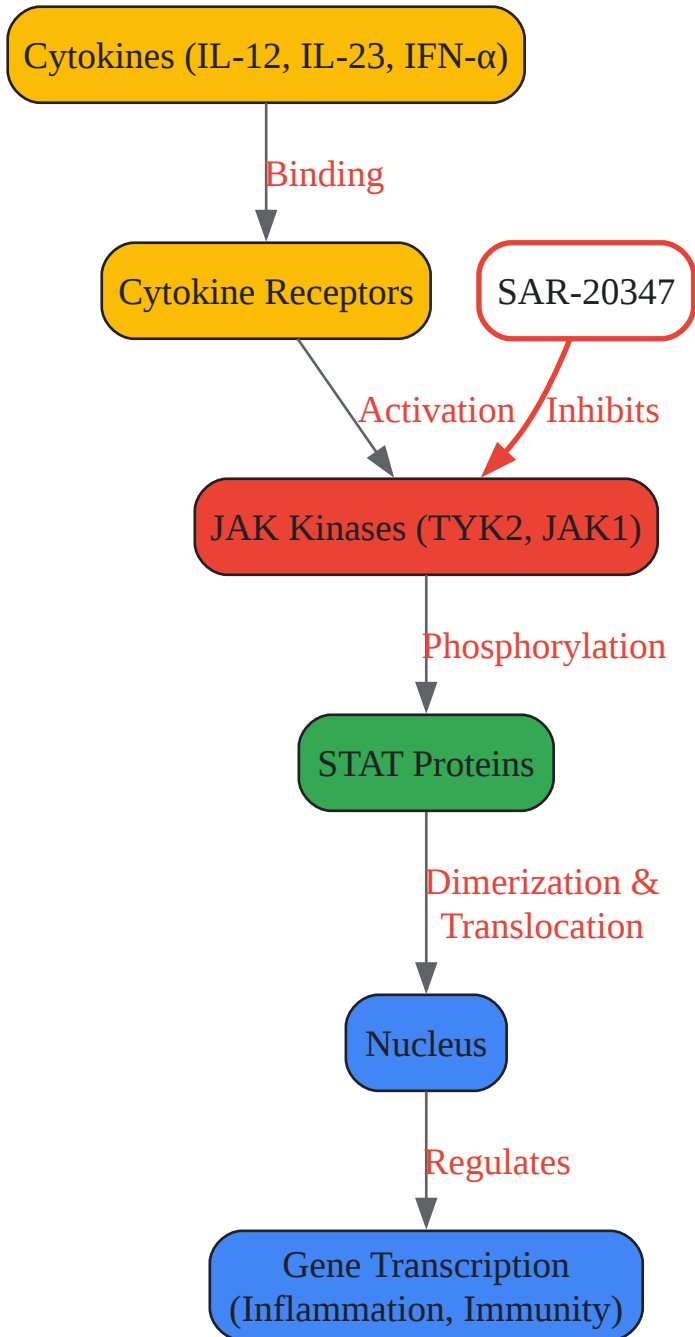 Cytokines (IL-12, IL-23, IFN-α)
Binding
Cytokine Receptors
SAR-20347
Activation
Inhibits
JAK Kinases (TYK2, JAK1)
Phosphorylation
STAT Proteins
Dimerization &
Translocation
Nucleus
Regulates
Gene Transcription
(Inflammation, Immunity)